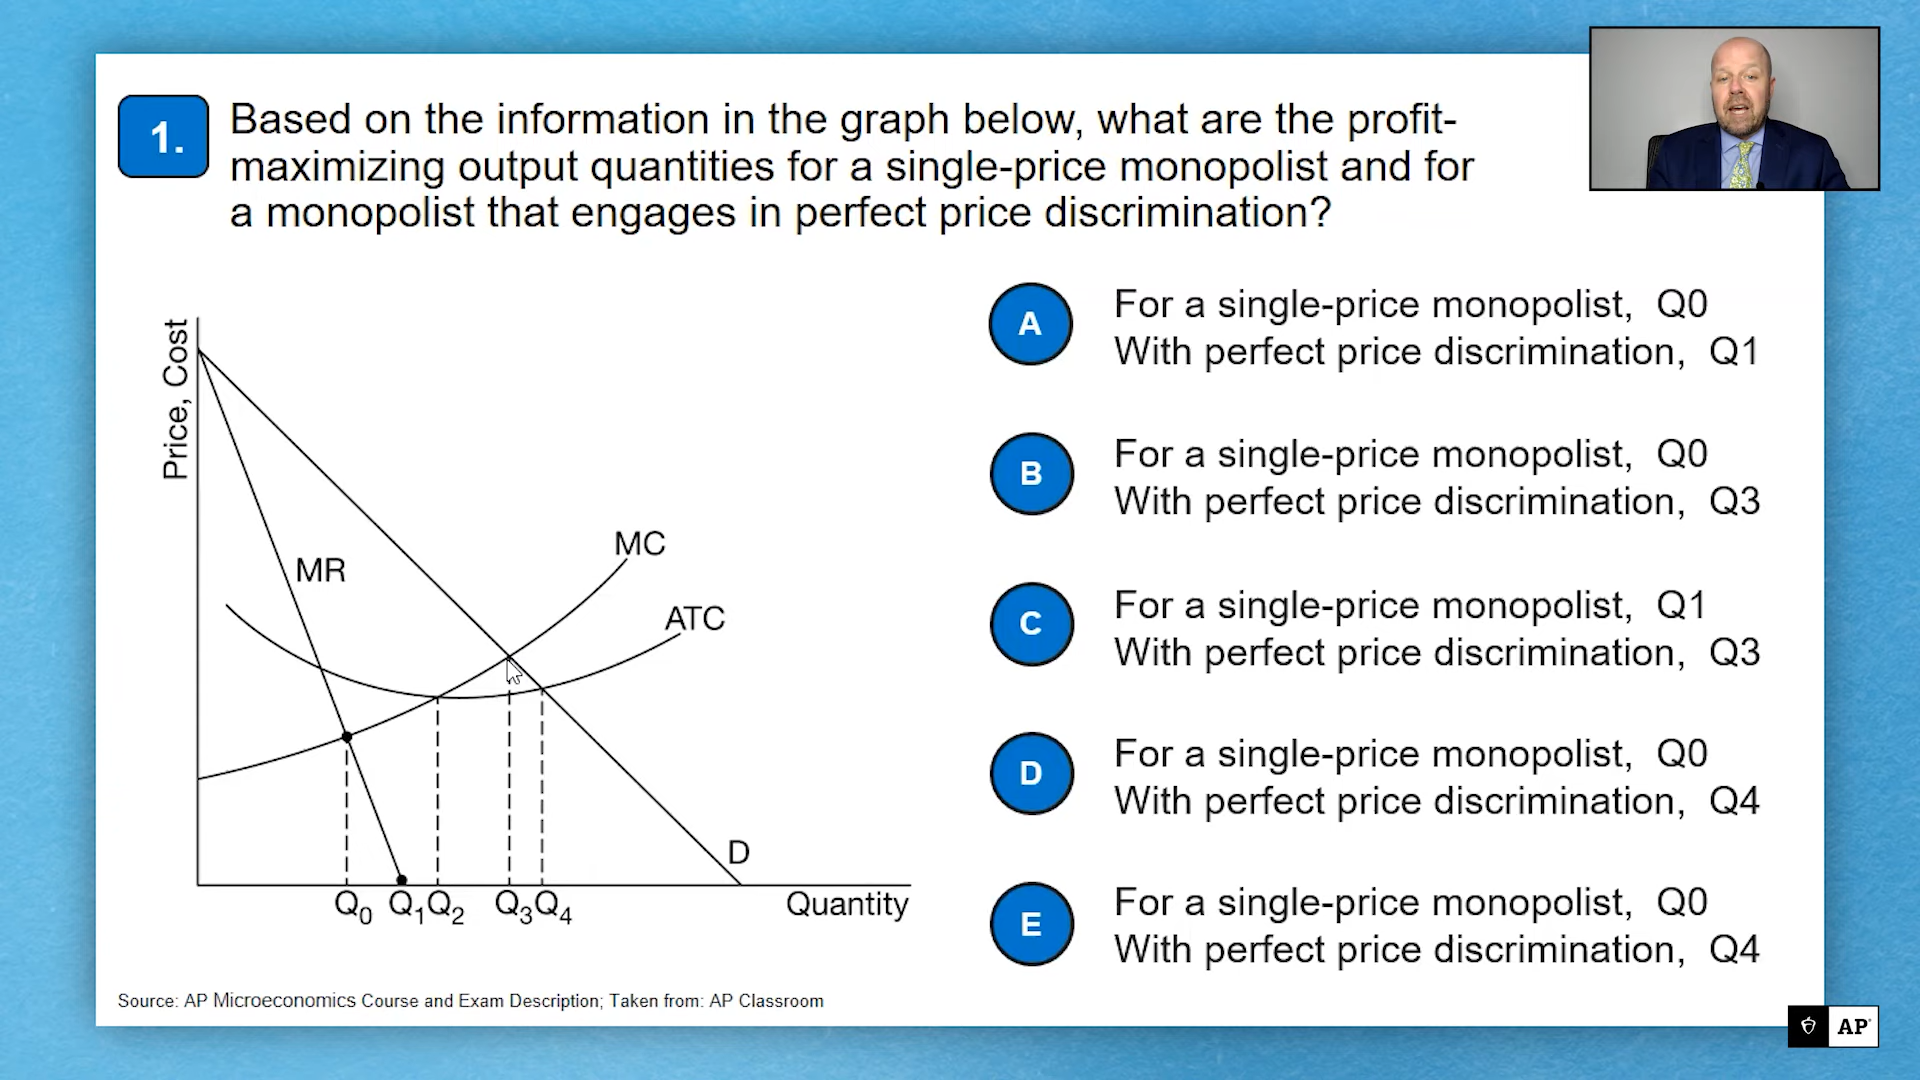 1.
Based on the information in the graph below, what are the profit-
maximizing output quantities for a single-price monopolist and for
a monopolist that engages in perfect price discrimination?
Price, Cost
MR
MC
ATC
D
Q0 Q1 Q2 Q3 Q4
Quantity
A
For a single-price monopolist, Q0
With perfect price discrimination, Q1
B
For a single-price monopolist, Q0
With perfect price discrimination, Q3
C
For a single-price monopolist, Q1
With perfect price discrimination, Q3
D
For a single-price monopolist, Q0
With perfect price discrimination, Q4
E
For a single-price monopolist, Q0
With perfect price discrimination, Q4
Source: AP Microeconomics Course and Exam Description; Taken from: AP Classroom
AP